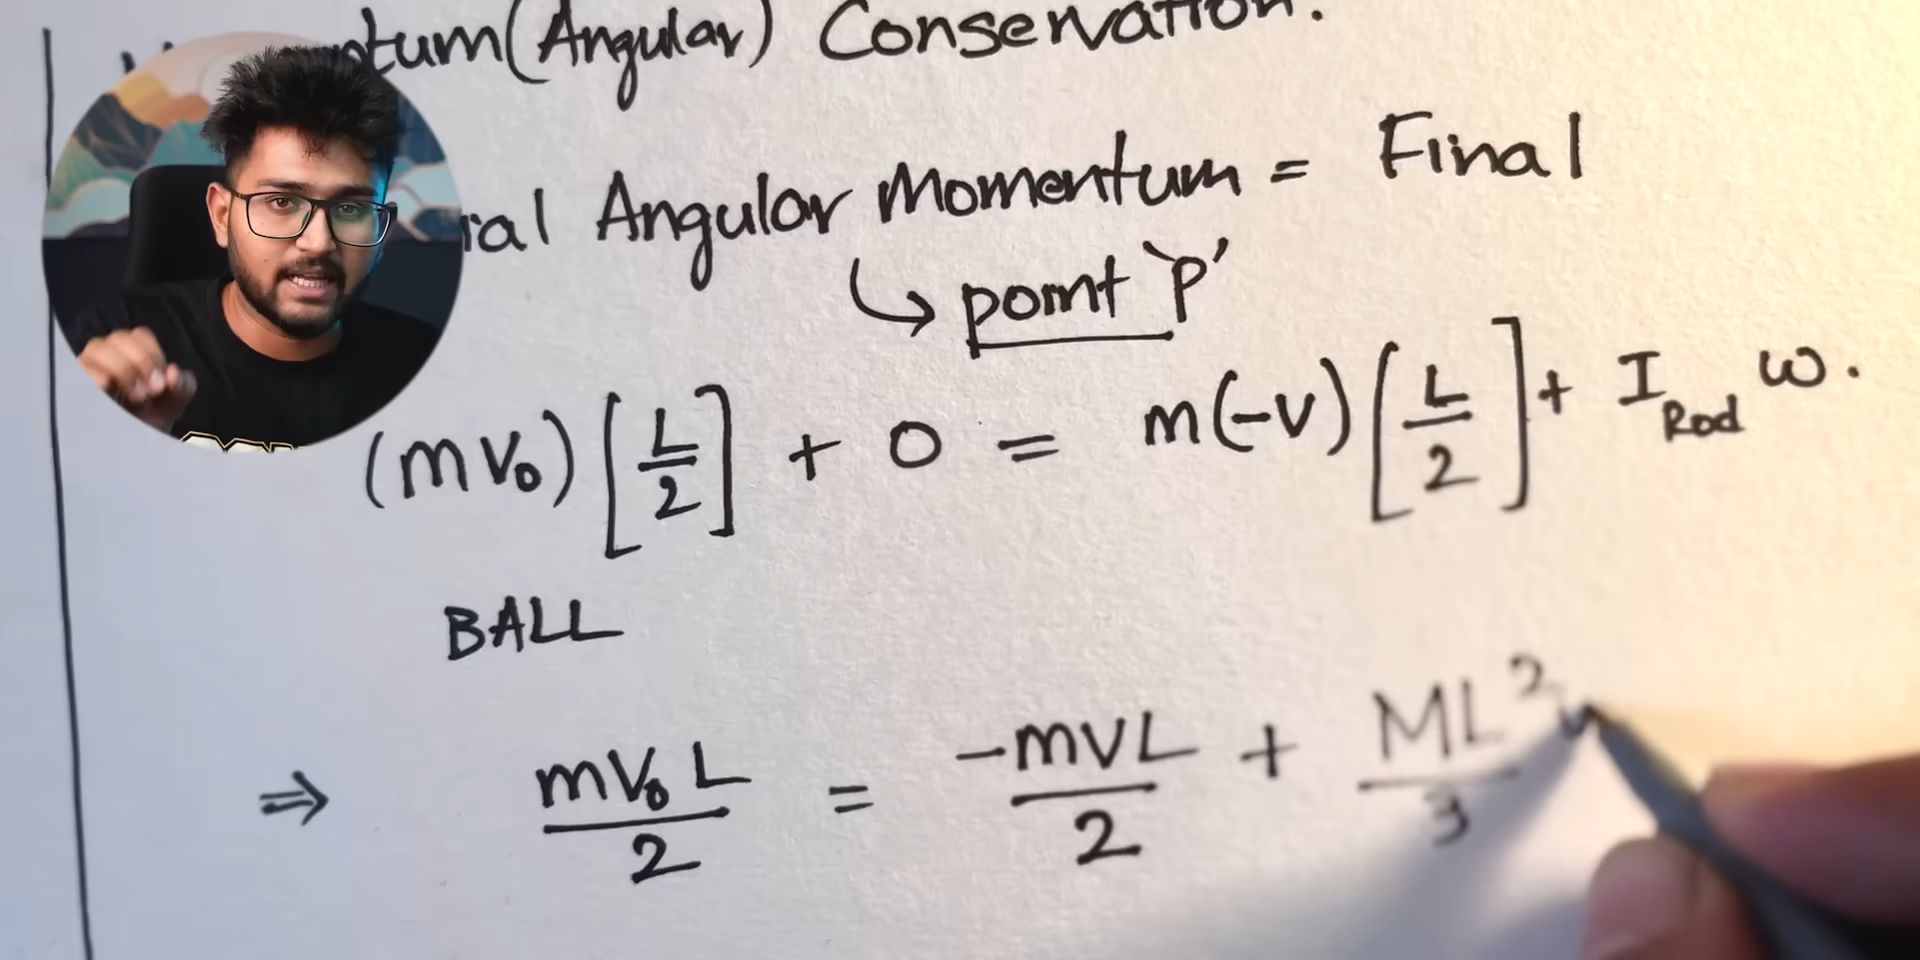 (Angular) Conservation.
Angular Momentum = Final
↳ point 'P'
(mV₀) [L/2] + 0 = m(-v) [L/2] + I_Rod ω.
BALL
⇒ mV₀L/2 = -mVL/2 + ML²/3